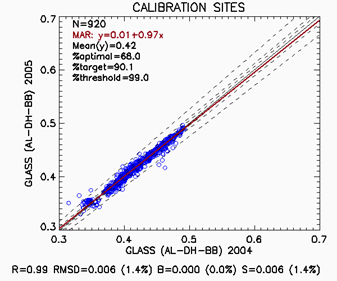 CALIBRATION SITES
0.7
N=920
MAR: y=0.01+0.97x
Mean(y)=0.42
%optimal=68.0
%target=90.1
%threshold=99.0
0.6
0.5
0.4
0.3
GLASS (AL-DH-BB) 2005
0.3 0.4 0.5 0.6 0.7
GLASS (AL-DH-BB) 2004
R=0.99 RMSD=0.006 (1.4%) B=0.000 (0.0%) S=0.006 (1.4%)